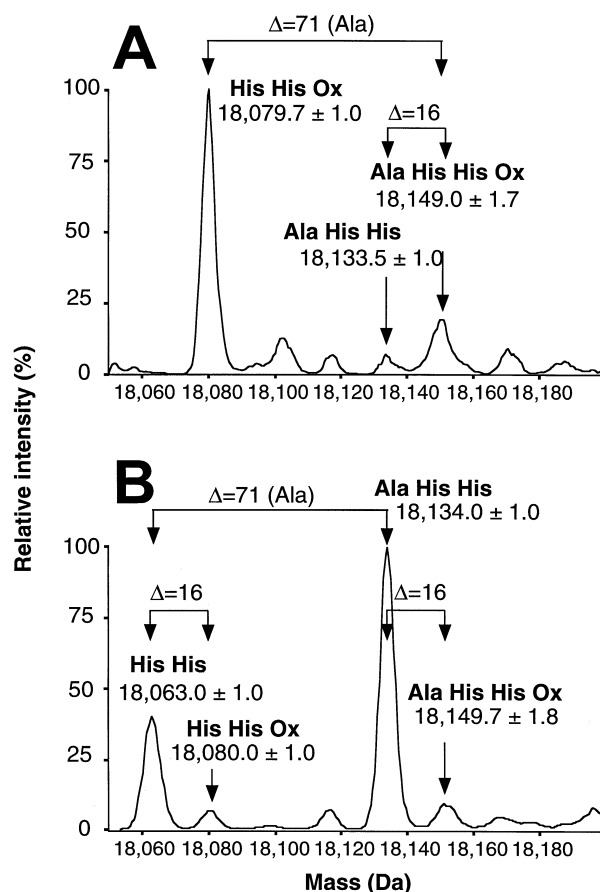 A
Δ=71 (Ala)
His His Ox
18,079.7 ± 1.0
Δ=16
Ala His His Ox
18,149.0 ± 1.7
Ala His His
18,133.5 ± 1.0
100
75
50
25
0
18,060 18,080 18,100 18,120 18,140 18,160 18,180
Relative intensity (%)
B
Δ=71 (Ala)
Ala His His
18,134.0 ± 1.0
Δ=16
Δ=16
His His
18,063.0 ± 1.0
His His Ox
18,080.0 ± 1.0
Ala His His Ox
18,149.7 ± 1.8
100
75
50
25
0
18,060 18,080 18,100 18,120 18,140 18,160 18,180
Mass (Da)